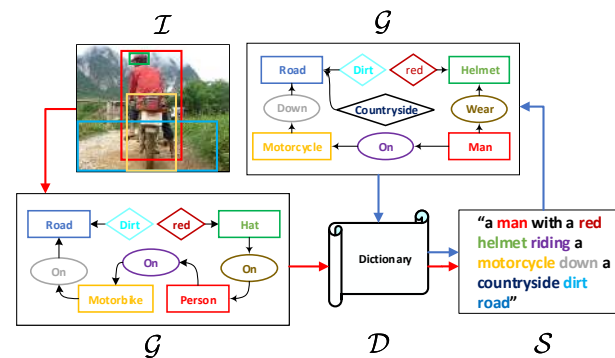 I
G
Road
Dirt
red
Helmet
Down
Countryside
Wear
Motorcycle
On
Man
Road
Dirt
red
Hat
On
On
On
Motorbike
Person
G
Dictionary
D
“a man with a red
helmet riding a
motorcycle down a
countryside dirt
road”
S